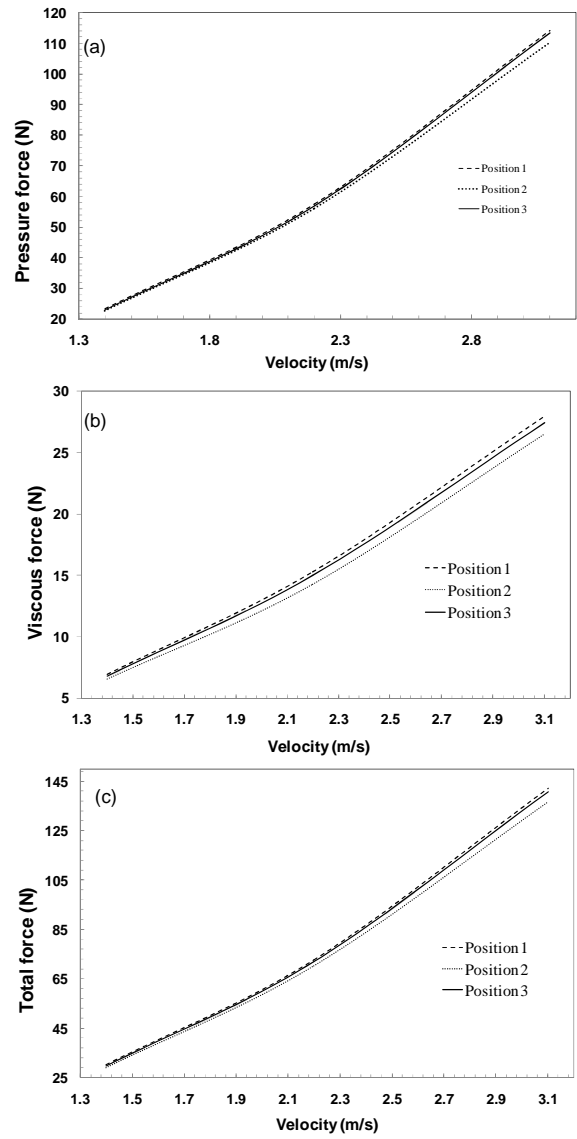 (a)
Pressure force (N)
120
110
100
90
80
70
60
50
40
30
20
Position 1
Position 2
Position 3
1.3 1.8 2.3 2.8
Velocity (m/s)
(b)
Viscous force (N)
30
25
20
15
10
5
Position 1
Position 2
Position 3
1.3 1.5 1.7 1.9 2.1 2.3 2.5 2.7 2.9 3.1
Velocity (m/s)
(c)
Total force (N)
145
125
105
85
65
45
25
Position 1
Position 2
Position 3
1.3 1.5 1.7 1.9 2.1 2.3 2.5 2.7 2.9 3.1
Velocity (m/s)